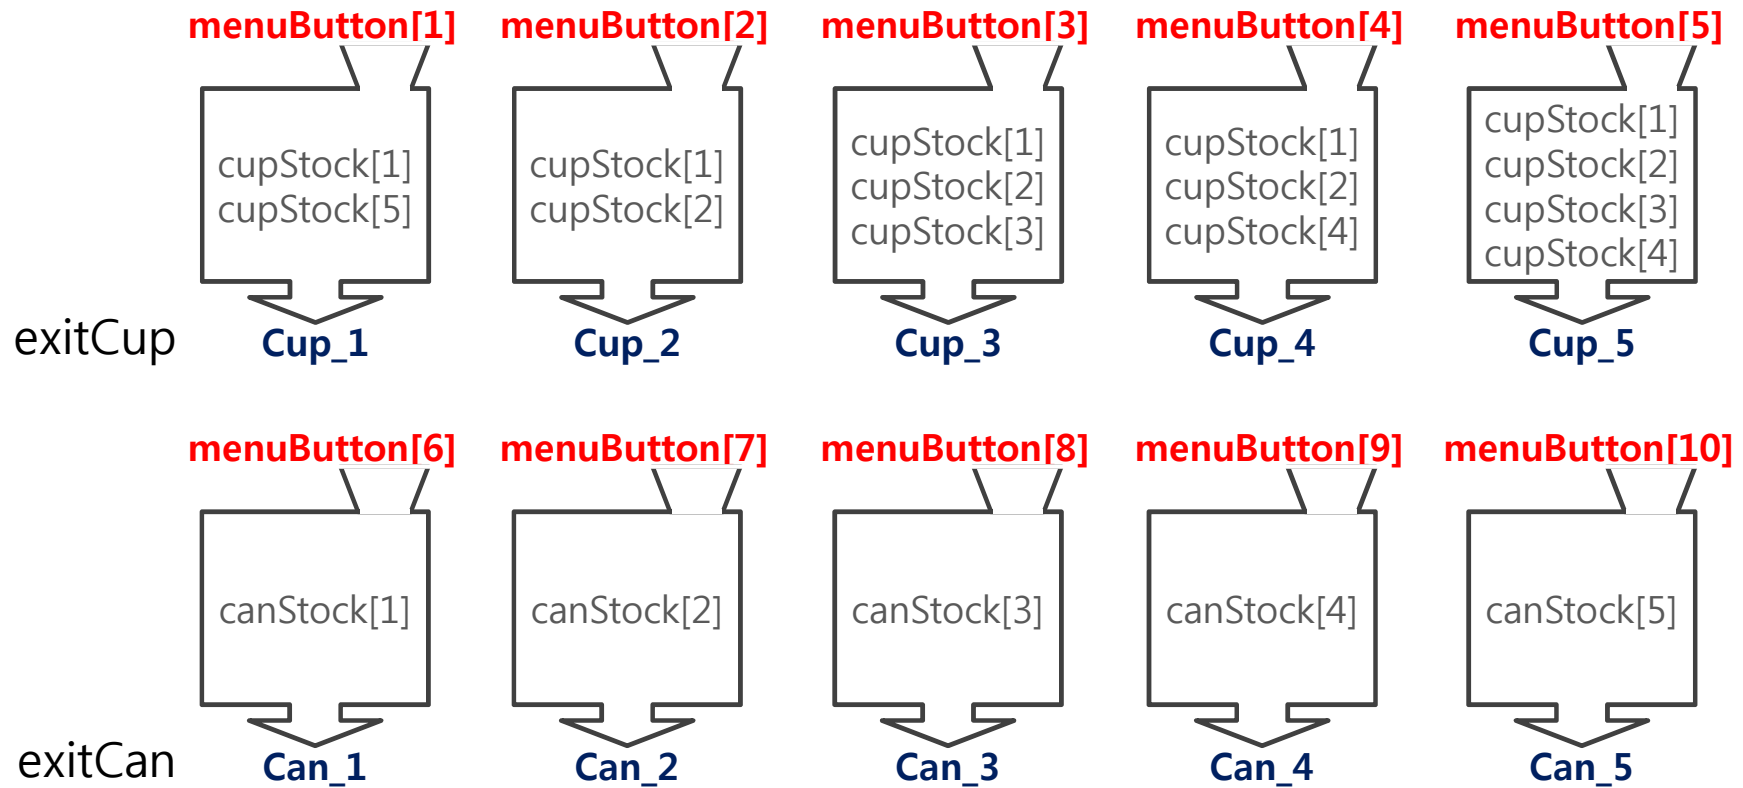 menuButton[1] menuButton[2] menuButton[3] menuButton[4] menuButton[5]
cupStock[1]
cupStock[5]
cupStock[1]
cupStock[2]
cupStock[1]
cupStock[2]
cupStock[3]
cupStock[1]
cupStock[2]
cupStock[4]
cupStock[1]
cupStock[2]
cupStock[3]
cupStock[4]
exitCup Cup_1 Cup_2 Cup_3 Cup_4 Cup_5
menuButton[6] menuButton[7] menuButton[8] menuButton[9] menuButton[10]
canStock[1] canStock[2] canStock[3] canStock[4] canStock[5]
exitCan Can_1 Can_2 Can_3 Can_4 Can_5